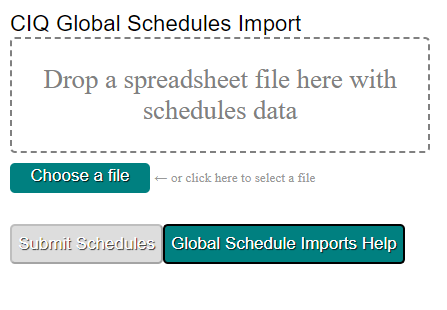 CIQ Global Schedules Import
Drop a spreadsheet file here with
schedules data
Choose a file ← or click here to select a file
Submit Schedules Global Schedule Imports Help